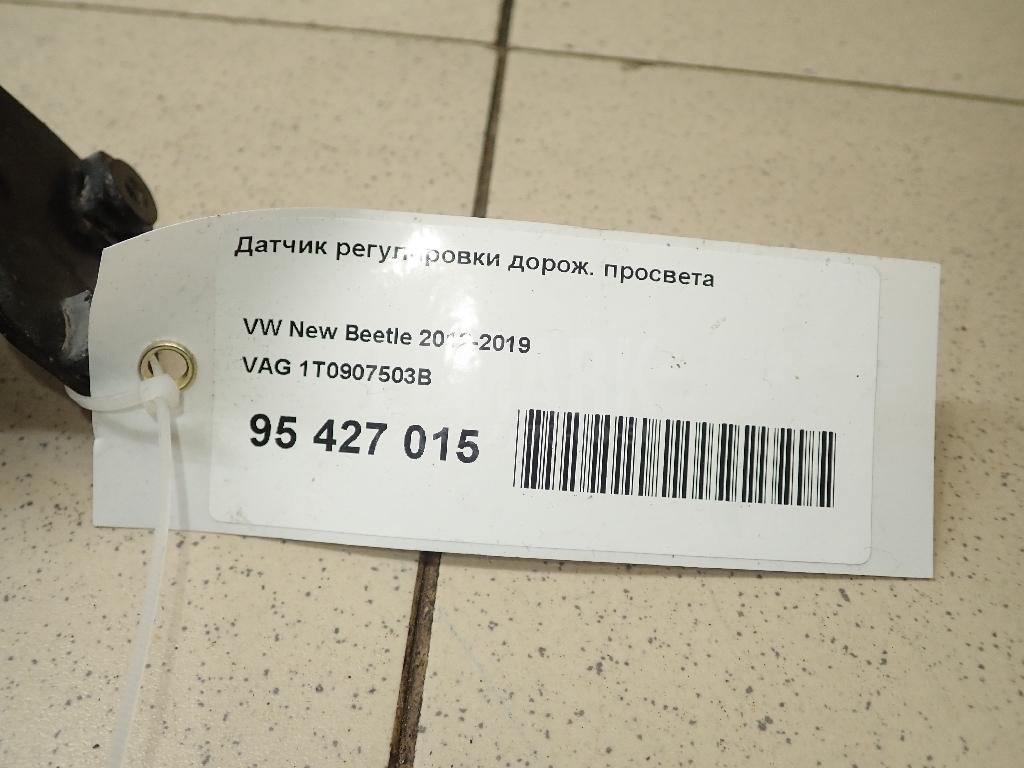 Датчик регулировки дорож. просвета
VW New Beetle
VAG 1T0907503B
95 427 015